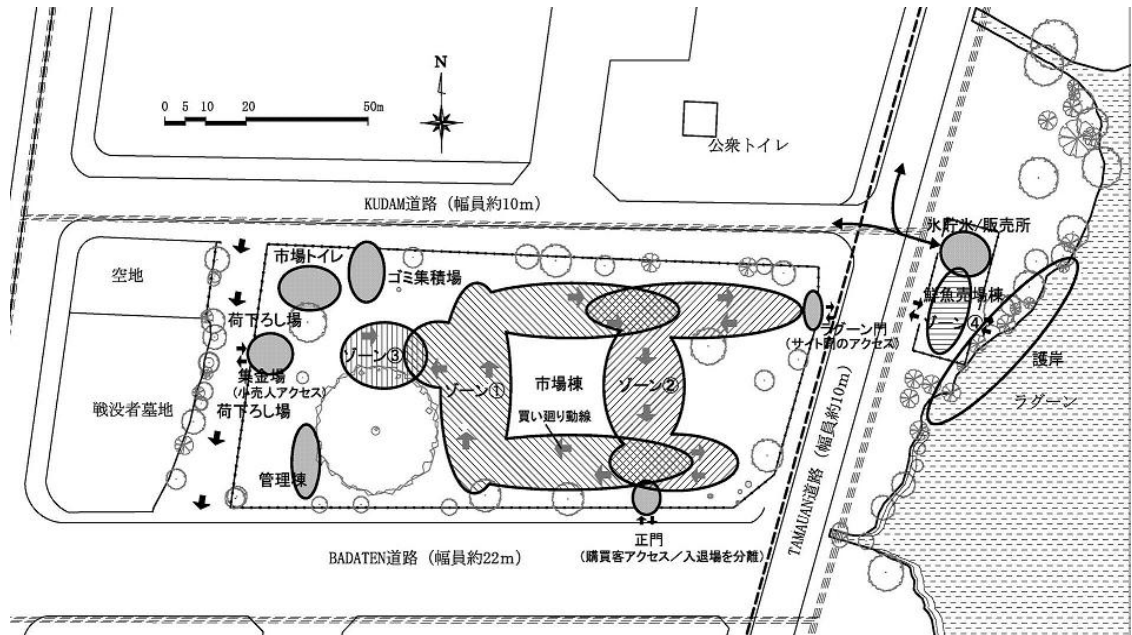 N
0 5 10 20 50m
公衆トイレ
KUDAM道路(幅員約10m)
氷貯氷/販売所
空地
市場トイレ
ゴミ集積場
鮮魚売場棟
ゾーン④
荷下ろし場
ラグーン門
(サイト側のアクセス)
護岸
ラグーン
集金場
(小売人アクセス)
ゾーン③
ゾーン①
市場棟
ゾーン②
買い廻り動線
戦没者墓地
荷下ろし場
管理棟
TAMAUAN道路(幅員約10m)
正門
(購買客アクセス/入退場を分離)
BADATEN道路(幅員約22m)